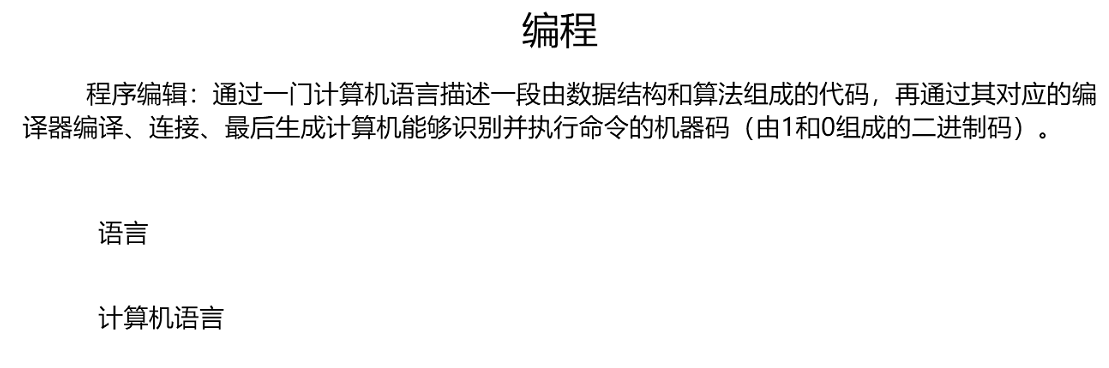 编程
程序编辑：通过一门计算机语言描述一段由数据结构和算法组成的代码，再通过其对应的编
译器编译、连接、最后生成计算机能够识别并执行命令的机器码（由1和0组成的二进制码）。
语言
计算机语言